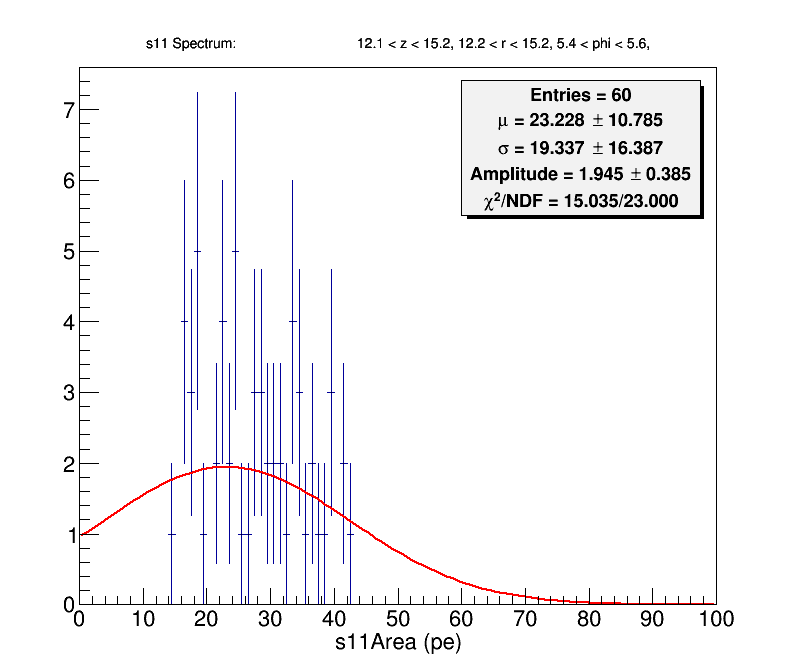 s11 Spectrum: 12.1 < z < 15.2, 12.2 < r < 15.2, 5.4 < phi < 5.6,
Entries = 60
μ = 23.228 ± 10.785
σ = 19.337 ± 16.387
Amplitude = 1.945 ± 0.385
χ²/NDF = 15.035/23.000
7
6
5
4
3
2
1
0
0 10 20 30 40 50 60 70 80 90 100
s11Area (pe)